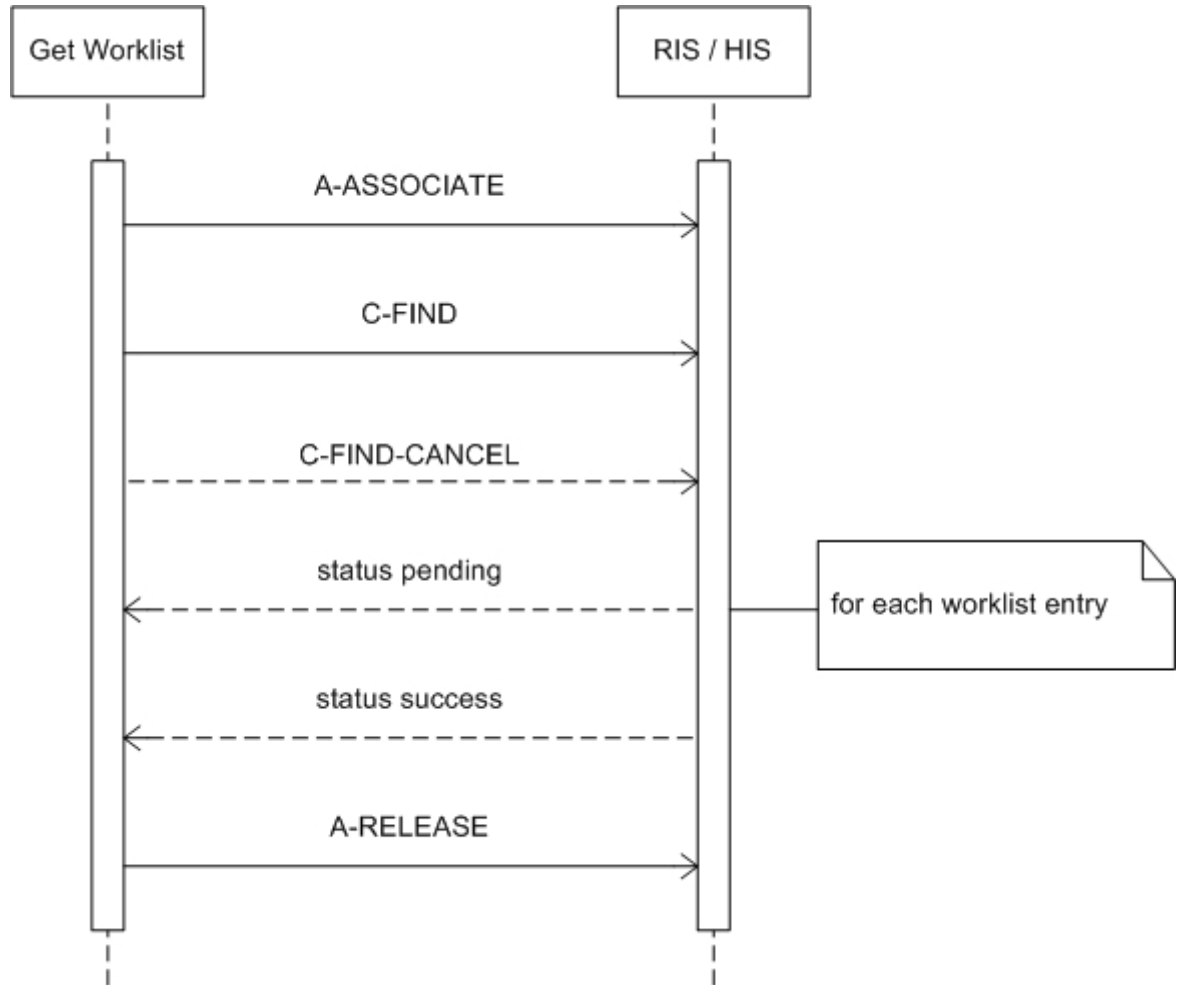 Get Worklist
RIS / HIS
A-ASSOCIATE
C-FIND
C-FIND-CANCEL
status pending
for each worklist entry
status success
A-RELEASE